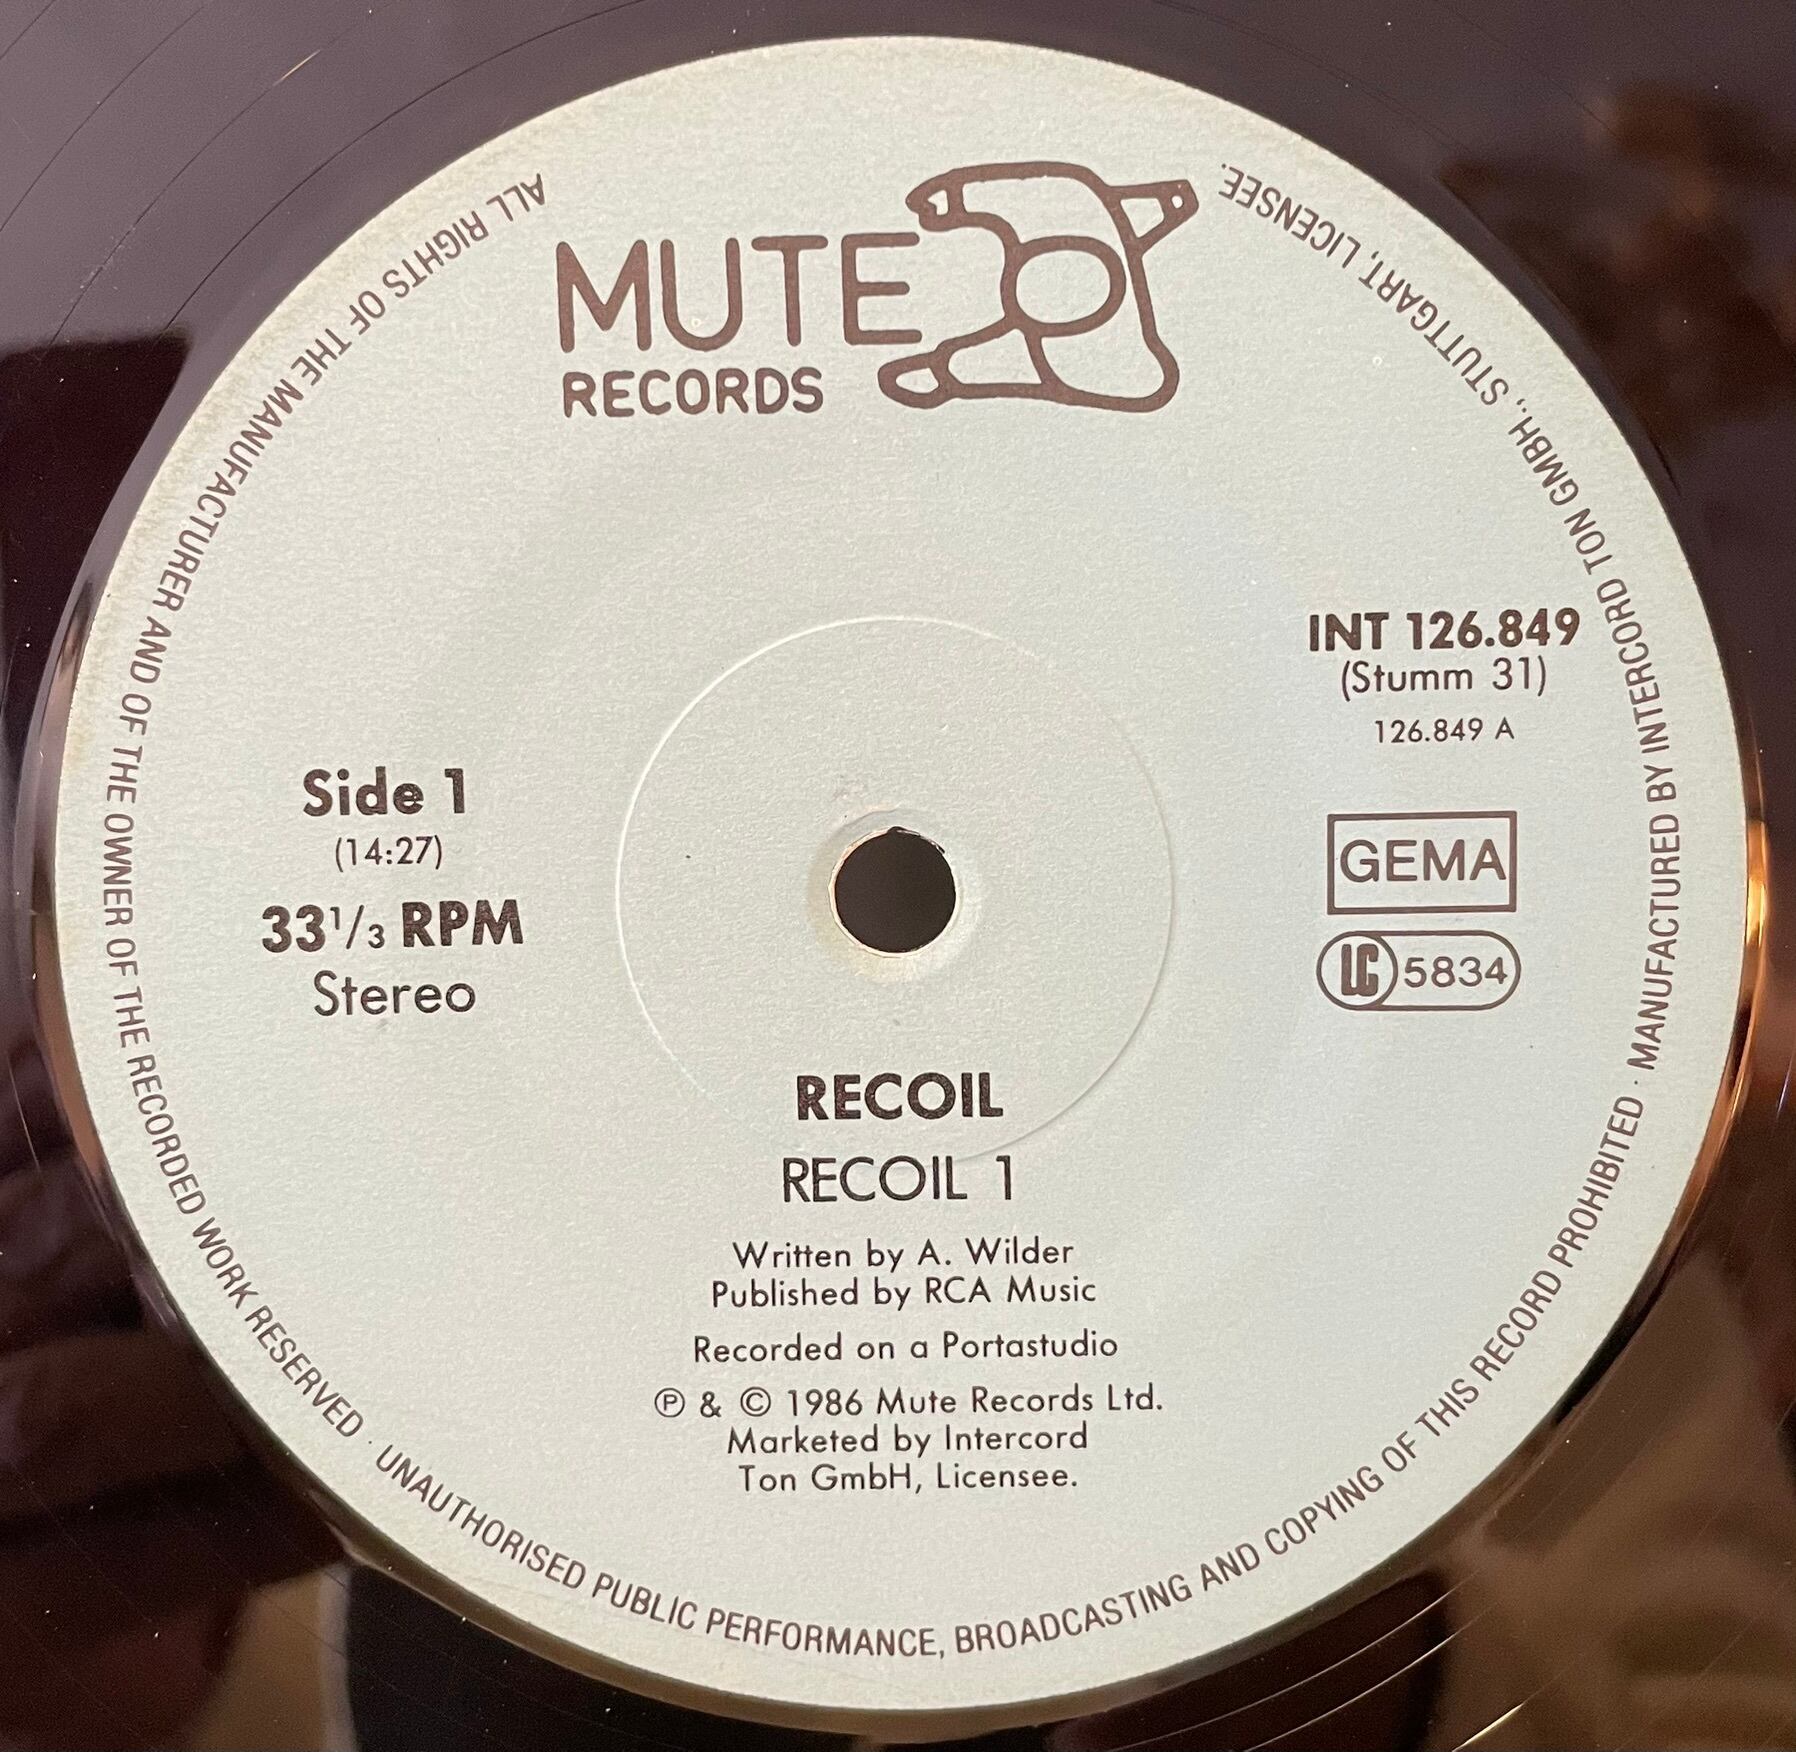 MUTE
RECORDS
INT 126.849
(Stumm 31)
126.849 A
Side 1
(14:27)
33 1/3 RPM
Stereo
GEMA
LC 5834
RECOIL
RECOIL 1
Written by A. Wilder
Published by RCA Music
Recorded on a Portastudio
℗ & © 1986 Mute Records Ltd.
Marketed by Intercord
Ton GmbH, Licensee.
ALL RIGHTS OF THE MANUFACTURER AND OF THE OWNER OF THE RECORDED WORK RESERVED · UNAUTHORISED PUBLIC PERFORMANCE, BROADCASTING AND COPYING OF THIS RECORD PROHIBITED · MANUFACTURED BY INTERCORD TON GMBH., STUTTGART, LICENSEE.